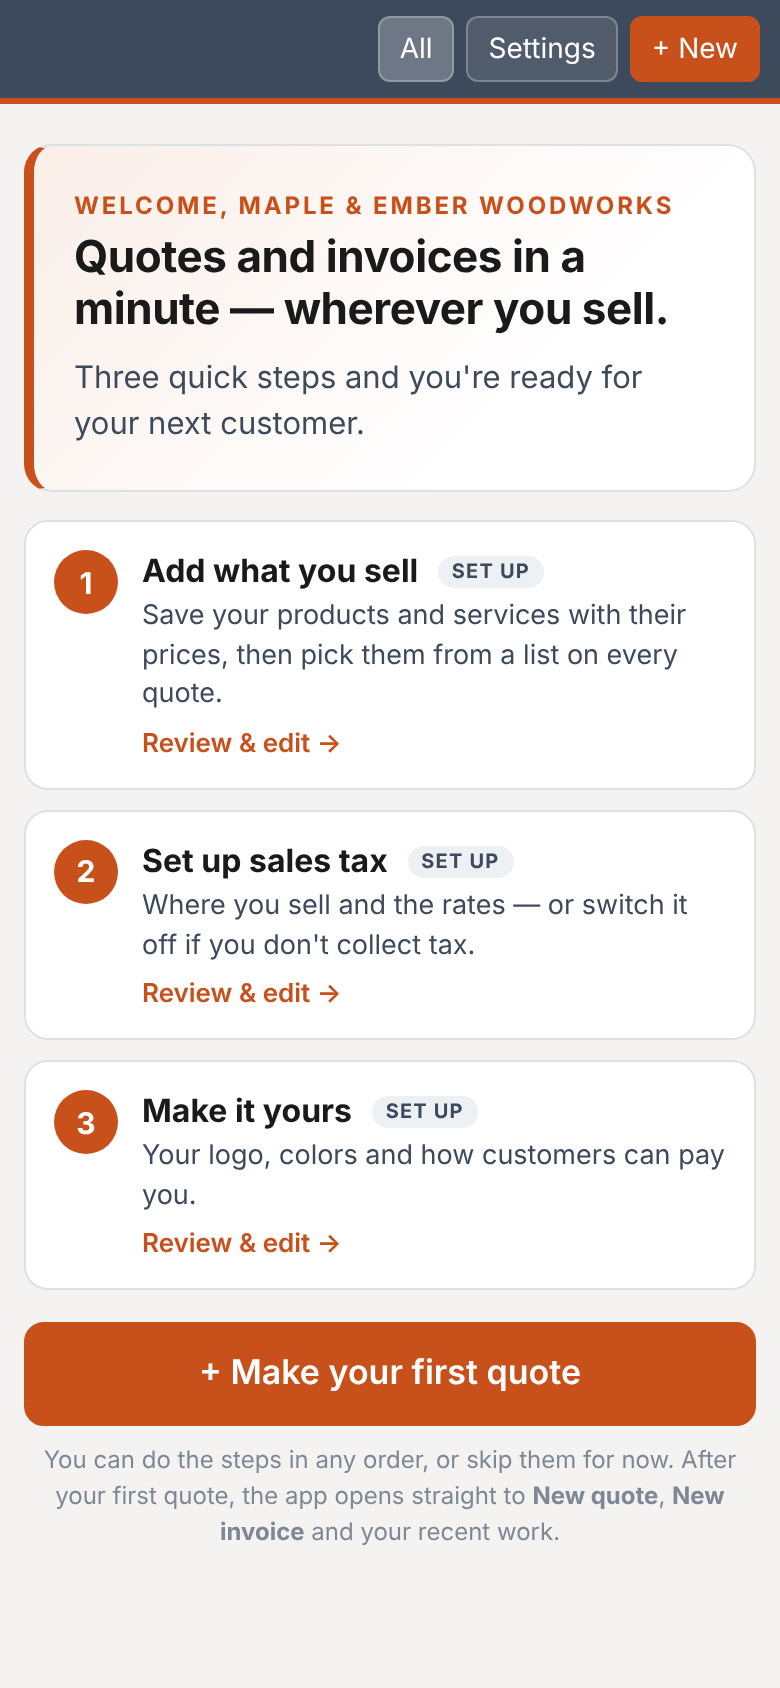 All
Settings
+ New
WELCOME, MAPLE & EMBER WOODWORKS
Quotes and invoices in a
minute — wherever you sell.
Three quick steps and you're ready for
your next customer.
1
Add what you sell SET UP
Save your products and services with their
prices, then pick them from a list on every
quote.
Review & edit →
2
Set up sales tax SET UP
Where you sell and the rates — or switch it
off if you don't collect tax.
Review & edit →
3
Make it yours SET UP
Your logo, colors and how customers can pay
you.
Review & edit →
+ Make your first quote
You can do the steps in any order, or skip them for now. After
your first quote, the app opens straight to New quote, New
invoice and your recent work.